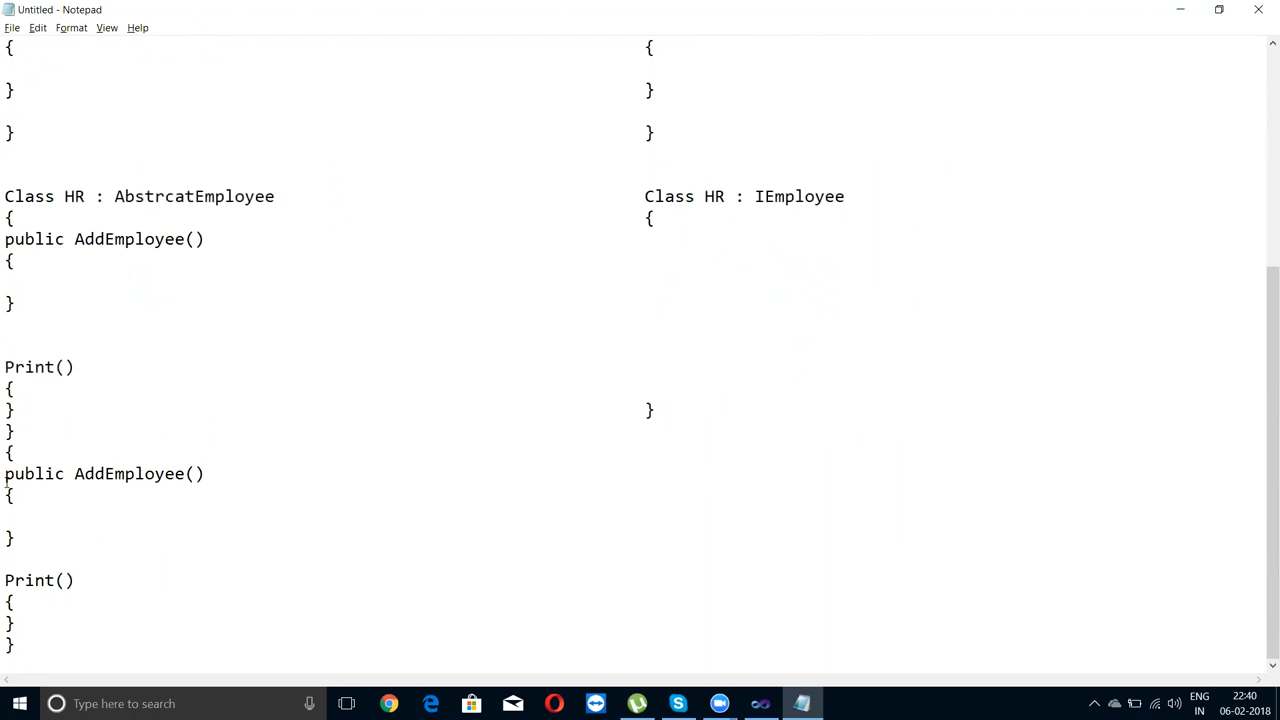 Untitled - Notepad
File Edit Format View Help
{ {
} }
} }
Class HR : AbstrcatEmployee Class HR : IEmployee
{ {
public AddEmployee()
{
}
Print()
{
} }
}
{
public AddEmployee()
{
}
Print()
{
}
}
Type here to search
ENG 22:40
IN 06-02-2018